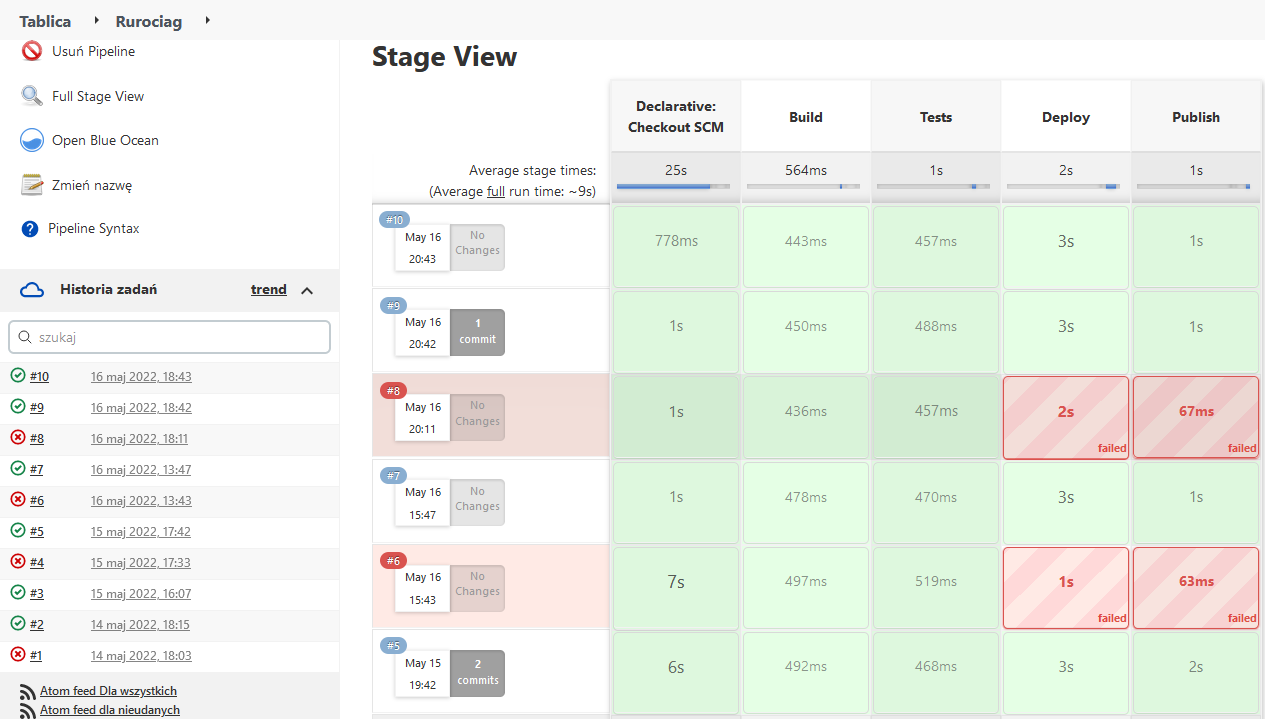 Tablica Rurociag
Usuń Pipeline
Full Stage View
Open Blue Ocean
Zmień nazwę
Pipeline Syntax
Historia zadań trend
szukaj
#10 16 maj 2022, 18:43
#9 16 maj 2022, 18:42
#8 16 maj 2022, 18:11
#7 16 maj 2022, 13:47
#6 16 maj 2022, 13:43
#5 15 maj 2022, 17:42
#4 15 maj 2022, 17:33
#3 15 maj 2022, 16:07
#2 14 maj 2022, 18:15
#1 14 maj 2022, 18:03
Atom feed Dla wszystkich
Atom feed dla nieudanych
Stage View
Declarative:
Checkout SCM
Build
Tests
Deploy
Publish
Average stage times:
(Average full run time: ~9s)
25s 564ms 1s 2s 1s
#10
May 16
20:43
No
Changes
778ms 443ms 457ms 3s 1s
#9
May 16
20:42
1
commit
1s 450ms 488ms 3s 1s
#8
May 16
20:11
No
Changes
1s 436ms 457ms 2s 67ms
failed failed
#7
May 16
15:47
No
Changes
1s 478ms 470ms 3s 1s
#6
May 16
15:43
No
Changes
7s 497ms 519ms 1s 63ms
failed failed
#5
May 15
19:42
2
commits
6s 492ms 468ms 3s 2s